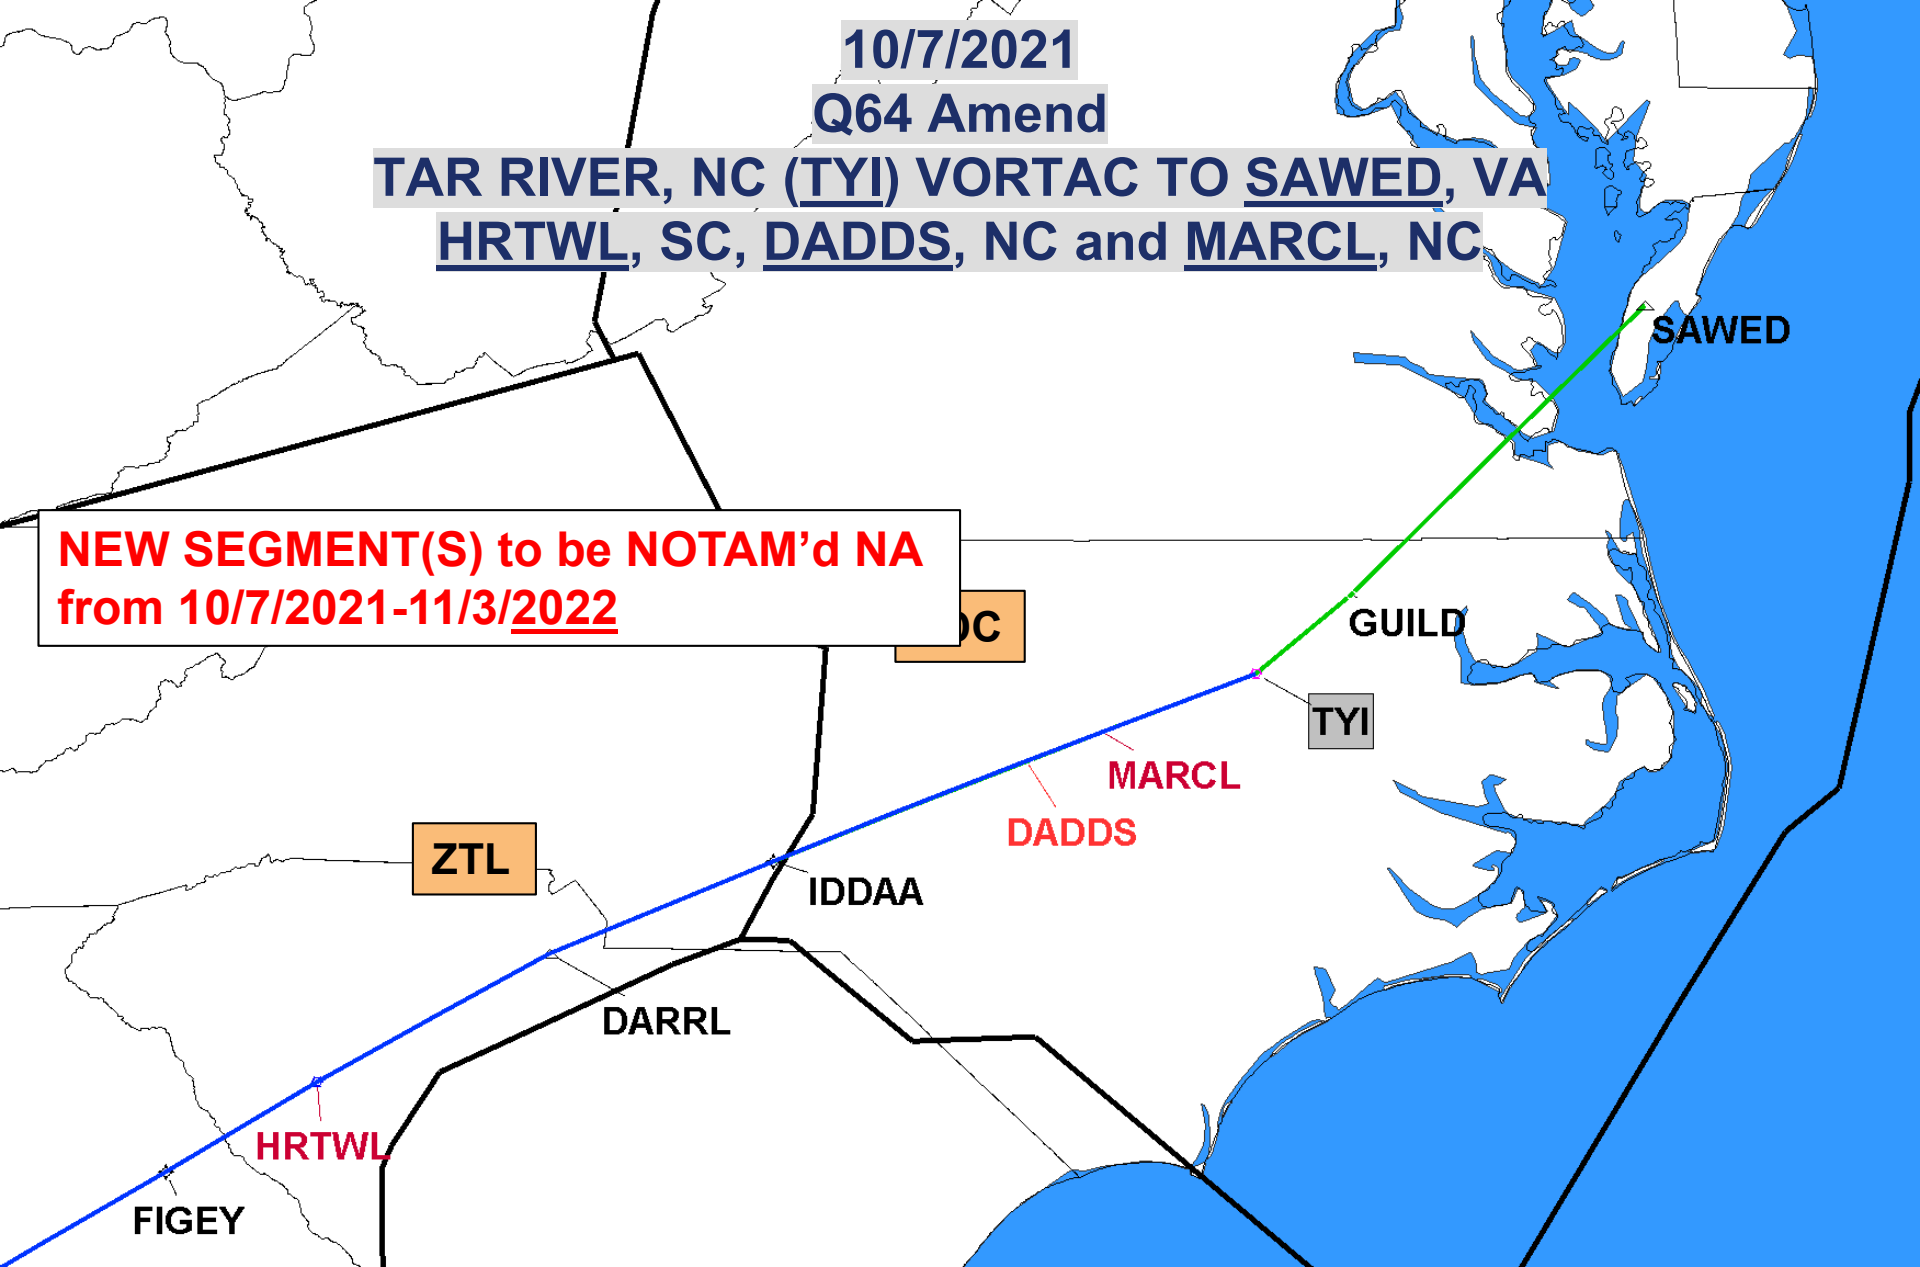 10/7/2021
Q64 Amend
TAR RIVER, NC (TYI) VORTAC TO SAWED, VA
HRTWL, SC, DADDS, NC and MARCL, NC
SAWED
NEW SEGMENT(S) to be NOTAM’d NA
from 10/7/2021-11/3/2022
GUILD
TYI
MARCL
DADDS
ZTL
IDDAA
DARRL
HRTWL
FIGEY